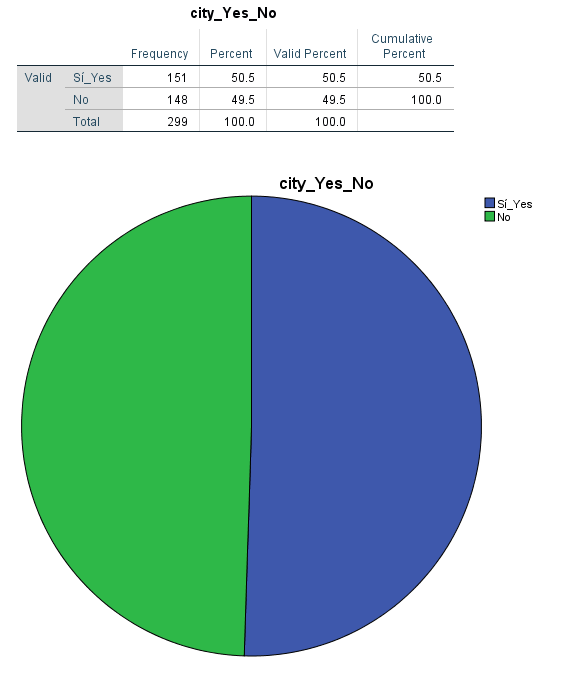 city_Yes_No
Frequency Percent Valid Percent Cumulative Percent
Valid Sí_Yes 151 50.5 50.5 50.5
No 148 49.5 49.5 100.0
Total 299 100.0 100.0
city_Yes_No
Sí_Yes
No